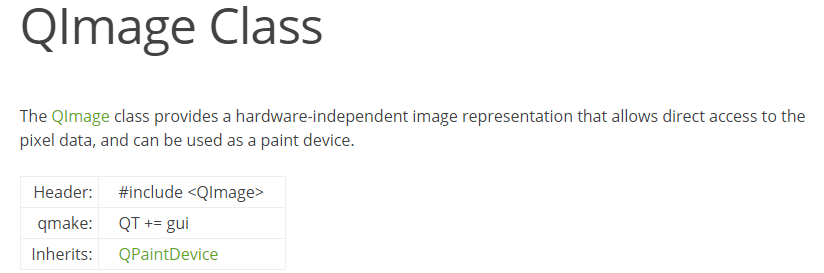 QImage Class
The QImage class provides a hardware-independent image representation that allows direct access to the
pixel data, and can be used as a paint device.
Header: #include <QImage>
qmake: QT += gui
Inherits: QPaintDevice